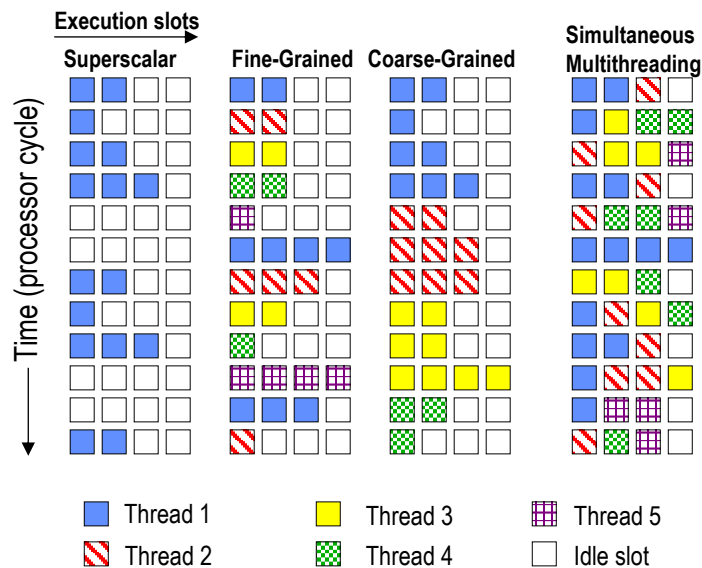 Execution slots
Superscalar
Fine-Grained
Coarse-Grained
Simultaneous
Multithreading
Time (processor cycle)
Thread 1
Thread 3
Thread 5
Thread 2
Thread 4
Idle slot